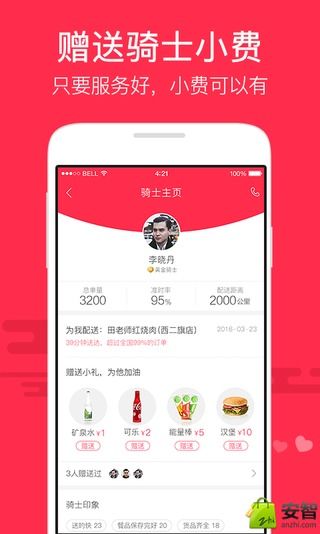 赠送骑士小费
只要服务好，小费可以有
BELL 4:21 100%
骑士主页
李晓丹
黄金骑士
总单量 准时率 配送距离
3200 95% 2000公里
为我配送：田老师红烧肉(西二旗店) 2016-03-23
39分钟送达，超过全国99%的订单
赠送小礼，为他加油
矿泉水 ¥1 可乐 ¥2 能量棒 ¥5 汉堡 ¥10
赠送 赠送 赠送 赠送
3人赠送过
骑士印象
送的快 23 餐品保存完好 20 货品齐全 18
zhi 安智
anzhi.com